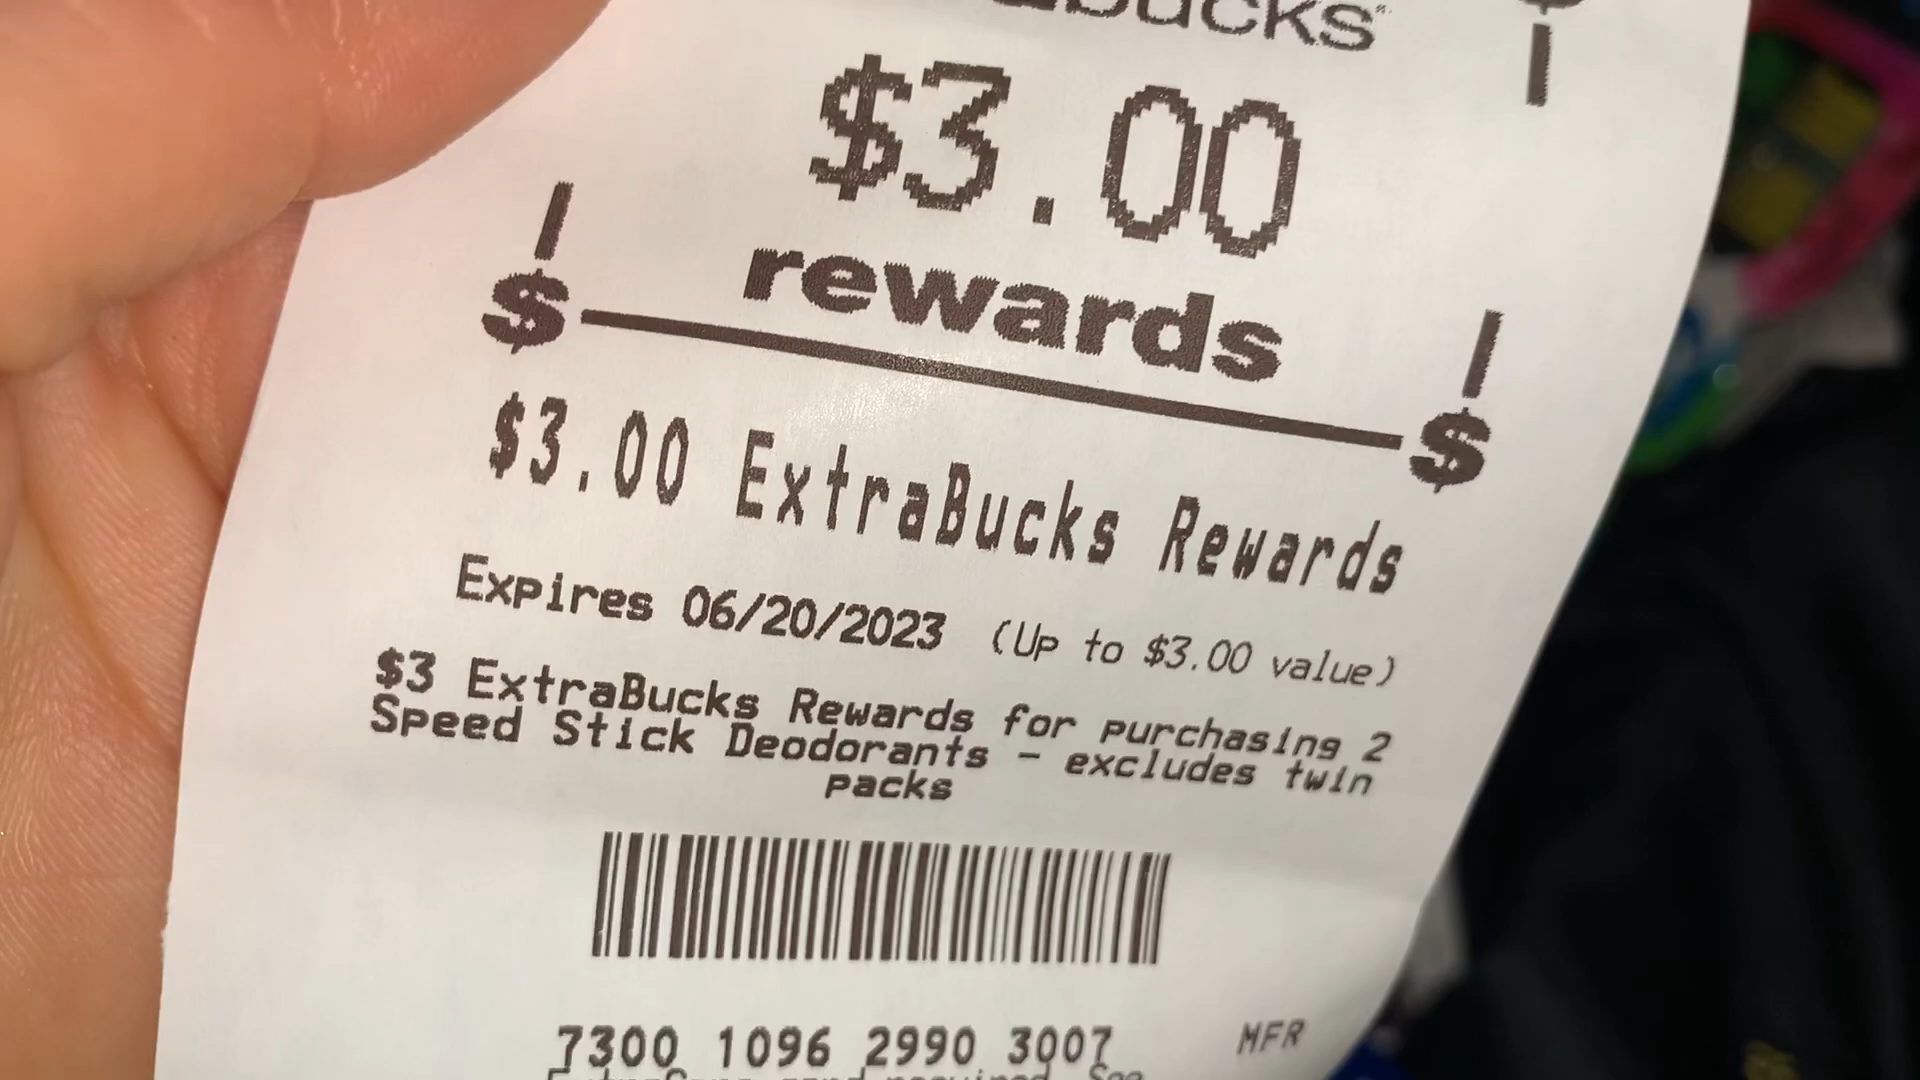 $3.00
rewards
$3.00 ExtraBucks Rewards
Expires 06/20/2023 (Up to $3.00 value)
$3 ExtraBucks Rewards for purchasing 2
Speed Stick Deodorants - excludes twin
packs
7300 1096 2990 3007 MFR